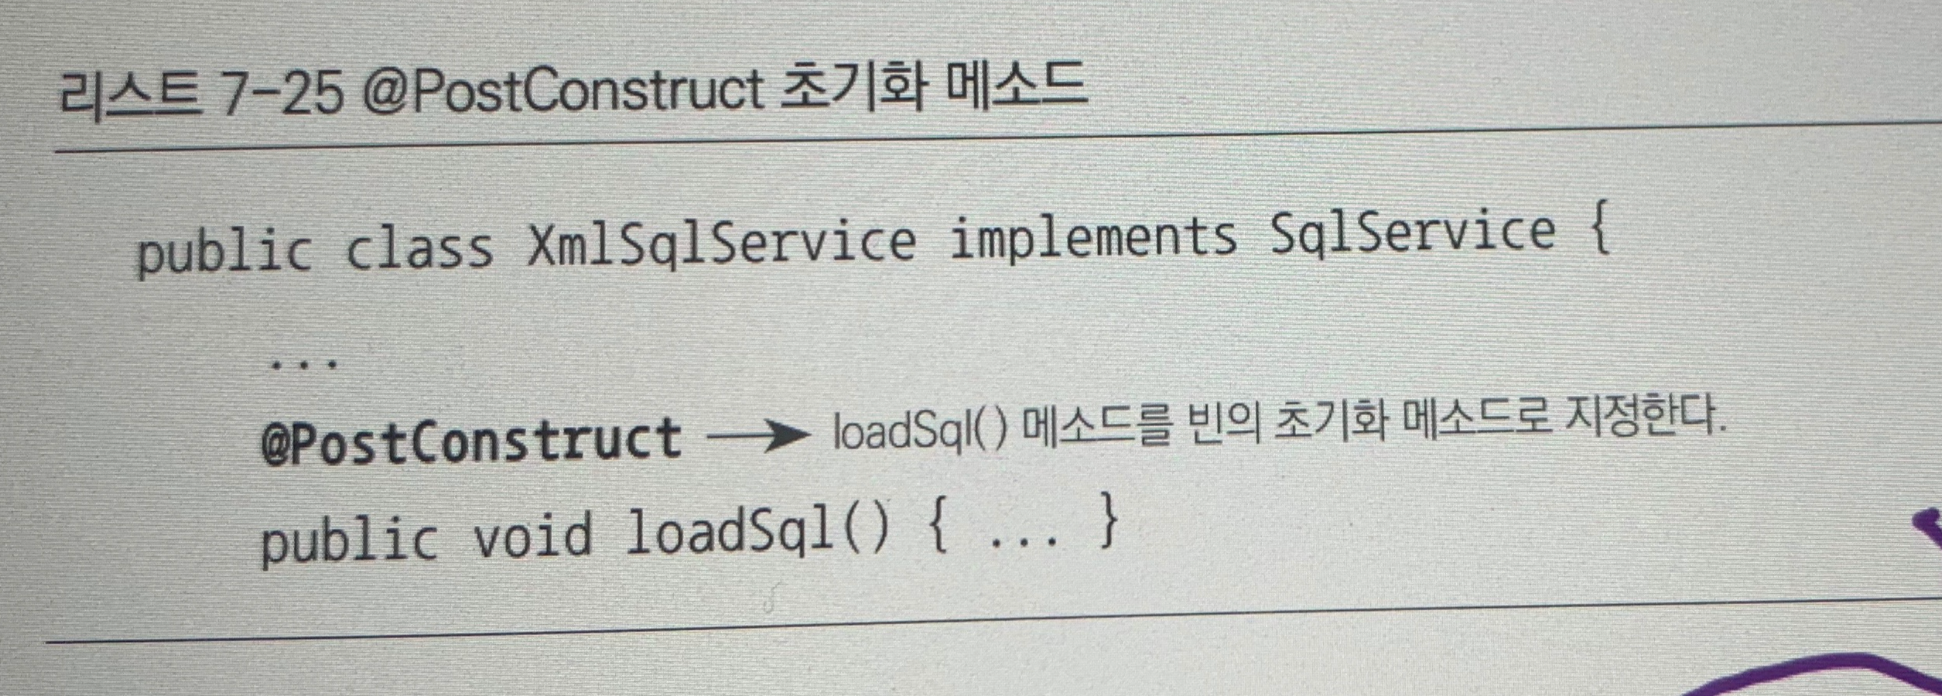 리스트 7-25 @PostConstruct 초기화 메소드
public class XmlSqlService implements SqlService {
...
@PostConstruct → loadSql() 메소드를 빈의 초기화 메소드로 지정한다.
public void loadSql() { ... }